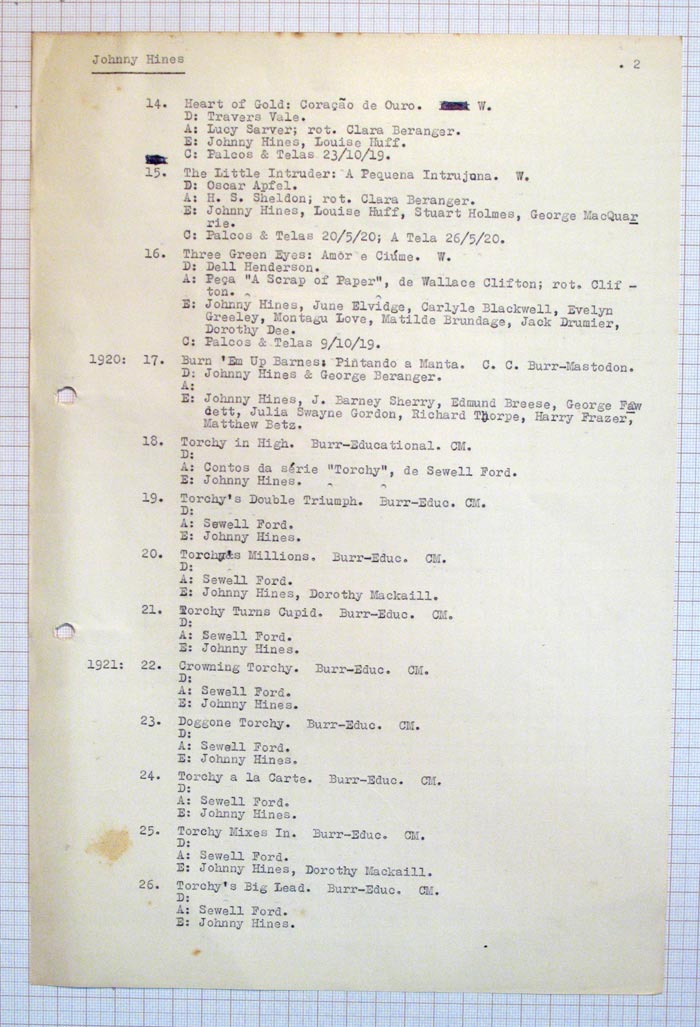 Johnny Hines
. 2
14. Heart of Gold: Coração de Ouro. W.
D: Travers Vale.
A: Lucy Sarver; rot. Clara Beranger.
E: Johnny Hines, Louise Huff.
C: Palcos & Telas 23/10/19.
15. The Little Intruder: A Pequena Intrujona. W.
D: Oscar Apfel.
A: H. S. Sheldon; rot. Clara Beranger.
E: Johnny Hines, Louise Huff, Stuart Holmes, George MacQuar
rie.
C: Palcos & Telas 20/5/20; A Tela 26/5/20.
16. Three Green Eyes: Amôr e Ciúme. W.
D: Dell Henderson.
A: Peça "A Scrap of Paper", de Wallace Clifton; rot. Clif -
ton.
E: Johnny Hines, June Elvidge, Carlyle Blackwell, Evelyn
Greeley, Montagu Love, Matilde Brundage, Jack Drumier,
Dorothy Dee.
C: Palcos & Telas 9/10/19.
1920: 17. Burn 'Em Up Barnes: Pintando a Manta. C. C. Burr-Mastodon.
D: Johnny Hines & George Beranger.
A:
E: Johnny Hines, J. Barney Sherry, Edmund Breese, George Faw
dett, Julia Swayne Gordon, Richard Thorpe, Harry Frazer,
Matthew Betz.
18. Torchy in High. Burr-Educational. CM.
D:
A: Contos da série "Torchy", de Sewell Ford.
E: Johnny Hines.
19. Torchy's Double Triumph. Burr-Educ. CM.
D:
A: Sewell Ford.
E: Johnny Hines.
20. Torchy's Millions. Burr-Educ. CM.
D:
A: Sewell Ford.
E: Johnny Hines, Dorothy Mackaill.
21. Torchy Turns Cupid. Burr-Educ. CM.
D:
A: Sewell Ford.
E: Johnny Hines.
1921: 22. Crowning Torchy. Burr-Educ. CM.
D:
A: Sewell Ford.
E: Johnny Hines.
23. Doggone Torchy. Burr-Educ. CM.
D:
A: Sewell Ford.
E: Johnny Hines.
24. Torchy a la Carte. Burr-Educ. CM.
D:
A: Sewell Ford.
E: Johnny Hines.
25. Torchy Mixes In. Burr-Educ. CM.
D:
A: Sewell Ford.
E: Johnny Hines, Dorothy Mackaill.
26. Torchy's Big Lead. Burr-Educ. CM.
D:
A: Sewell Ford.
E: Johnny Hines.